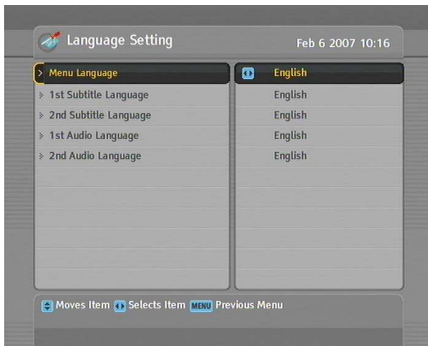 Language Setting
Feb 6 2007 10:16
Menu Language English
1st Subtitle Language English
2nd Subtitle Language English
1st Audio Language English
2nd Audio Language English
Moves Item Selects Item MENU Previous Menu